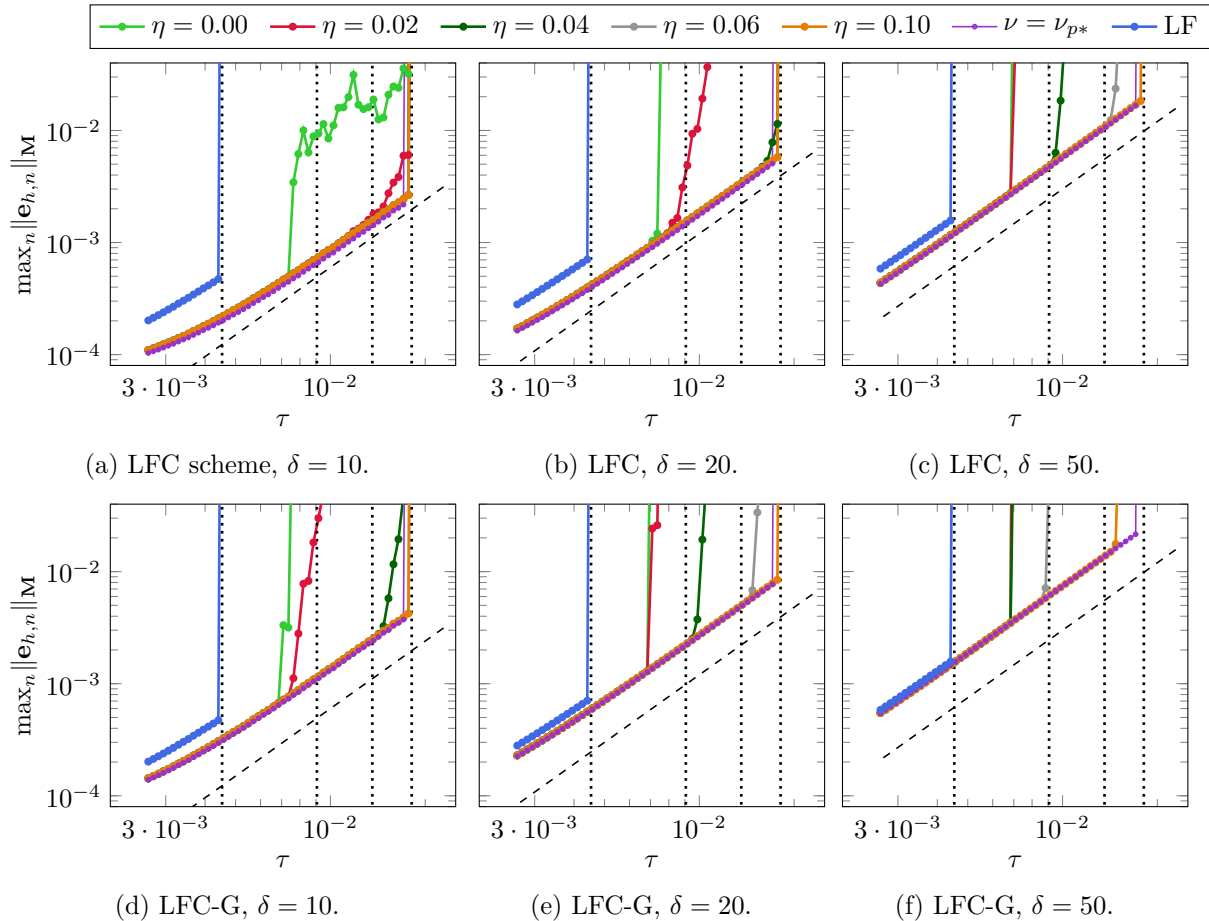 η = 0.00 η = 0.02 η = 0.04 η = 0.06 η = 0.10 ν = ν_{p*} LF
10^{-2}
10^{-3}
10^{-4}
max_n ‖e_{h,n}‖_M
3 · 10^{-3} 10^{-2} 3 · 10^{-3} 10^{-2} 3 · 10^{-3} 10^{-2}
τ τ τ
(a) LFC scheme, δ = 10. (b) LFC, δ = 20. (c) LFC, δ = 50.
10^{-2}
10^{-3}
10^{-4}
max_n ‖e_{h,n}‖_M
3 · 10^{-3} 10^{-2} 3 · 10^{-3} 10^{-2} 3 · 10^{-3} 10^{-2}
τ τ τ
(d) LFC-G, δ = 10. (e) LFC-G, δ = 20. (f) LFC-G, δ = 50.